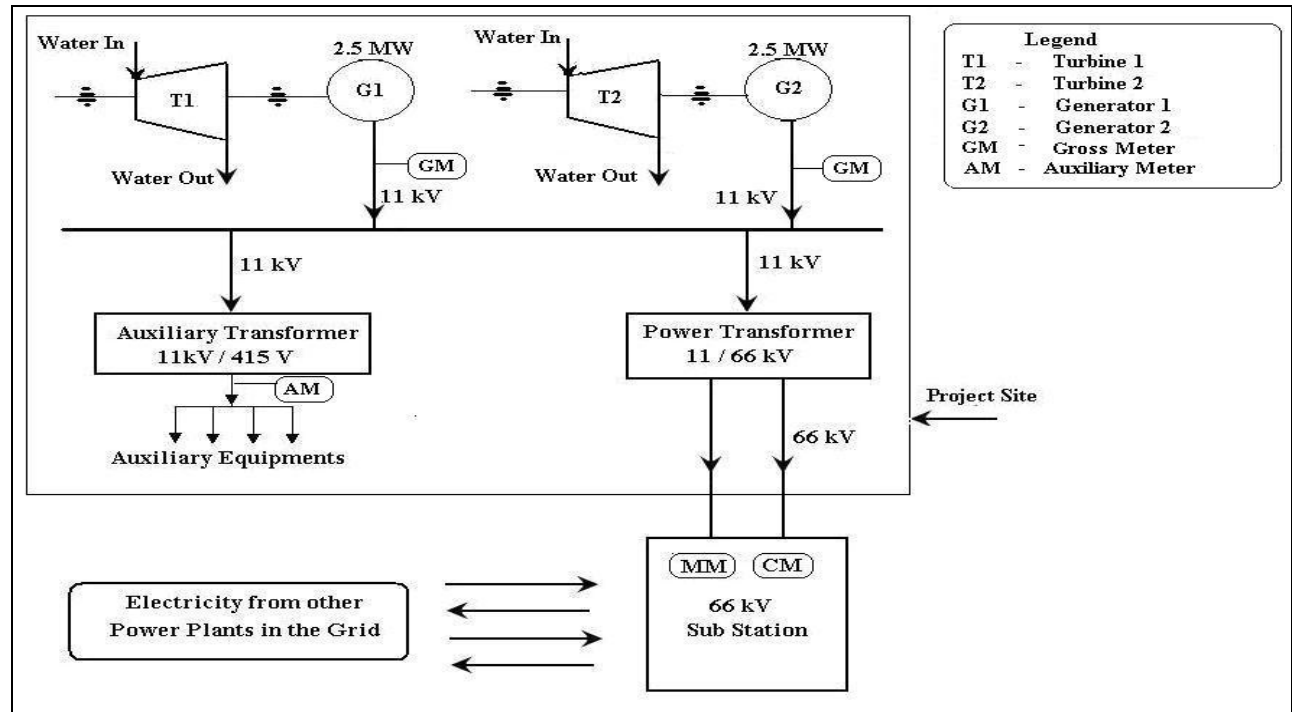 Water In
2.5 MW
T1
G1
GM
Water Out
11 kV
Water In
2.5 MW
T2
G2
GM
Water Out
11 kV
Legend
T1 - Turbine 1
T2 - Turbine 2
G1 - Generator 1
G2 - Generator 2
GM - Gross Meter
AM - Auxiliary Meter
11 kV
11 kV
Auxiliary Transformer
11kV / 415 V
AM
Auxiliary Equipments
Power Transformer
11 / 66 kV
66 kV
Project Site
MM
CM
66 kV
Sub Station
Electricity from other
Power Plants in the Grid